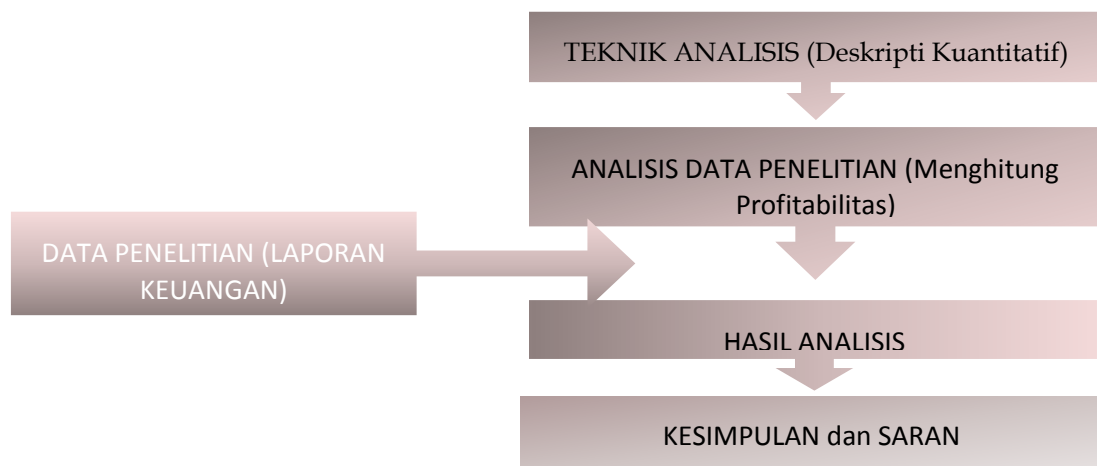 TEKNIK ANALISIS (Deskripti Kuantitatif)
ANALISIS DATA PENELITIAN (Menghitung
Profitabilitas)
DATA PENELITIAN (LAPORAN
KEUANGAN)
HASIL ANALISIS
KESIMPULAN dan SARAN